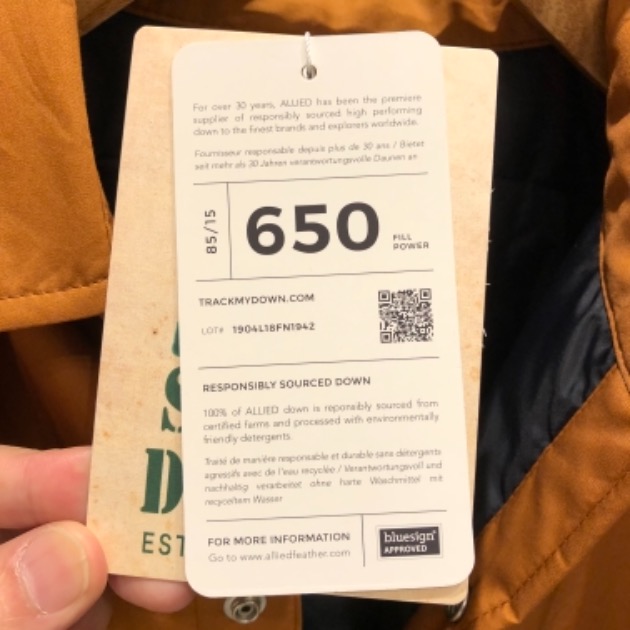 For over 30 years, ALLIED has been the premiere
supplier of responsibly sourced high performing
down to the finest brands and explorers worldwide.
Fournisseur responsable depuis plus de 30 ans / Bietet
seit mehr als 30 Jahren verantwortungsvolle Daunen an
85/15
650
FILL
POWER
TRACKMYDOWN.COM
LOT# 1904L18FN1942
RESPONSIBLY SOURCED DOWN
100% of ALLIED down is reponsibly sourced from
certified farms and processed with environmentally
friendly detergents.
Traité de manière responsable et durable sans détergents
agressifs avec de l'eau recyclée / Verantwortungsvoll und
nachhaltig verarbeitet ohne harte Waschmittel mit
recyceltem Wasser
FOR MORE INFORMATION
Go to www.alliedfeather.com
bluesign®
APPROVED
S
D
EST